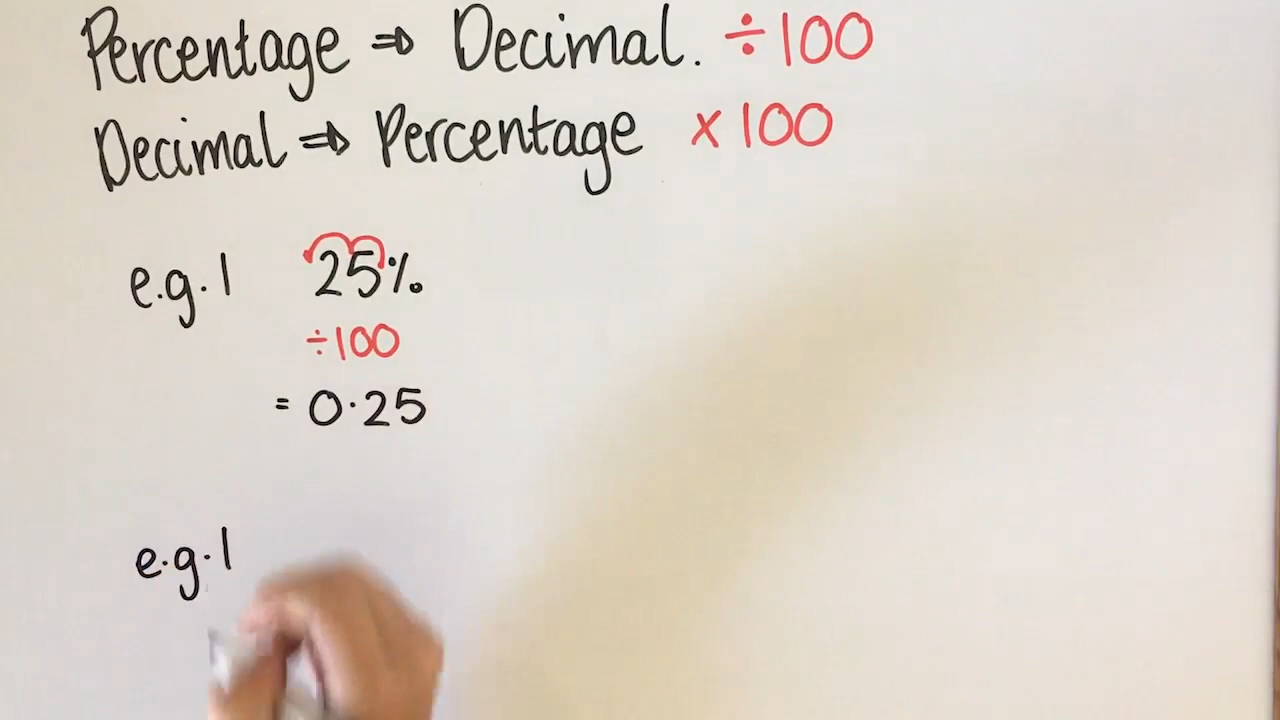 Percentage ⇒ Decimal. ÷100
Decimal ⇒ Percentage ×100
e.g. 1 25%
÷100
= 0·25
e.g. 1